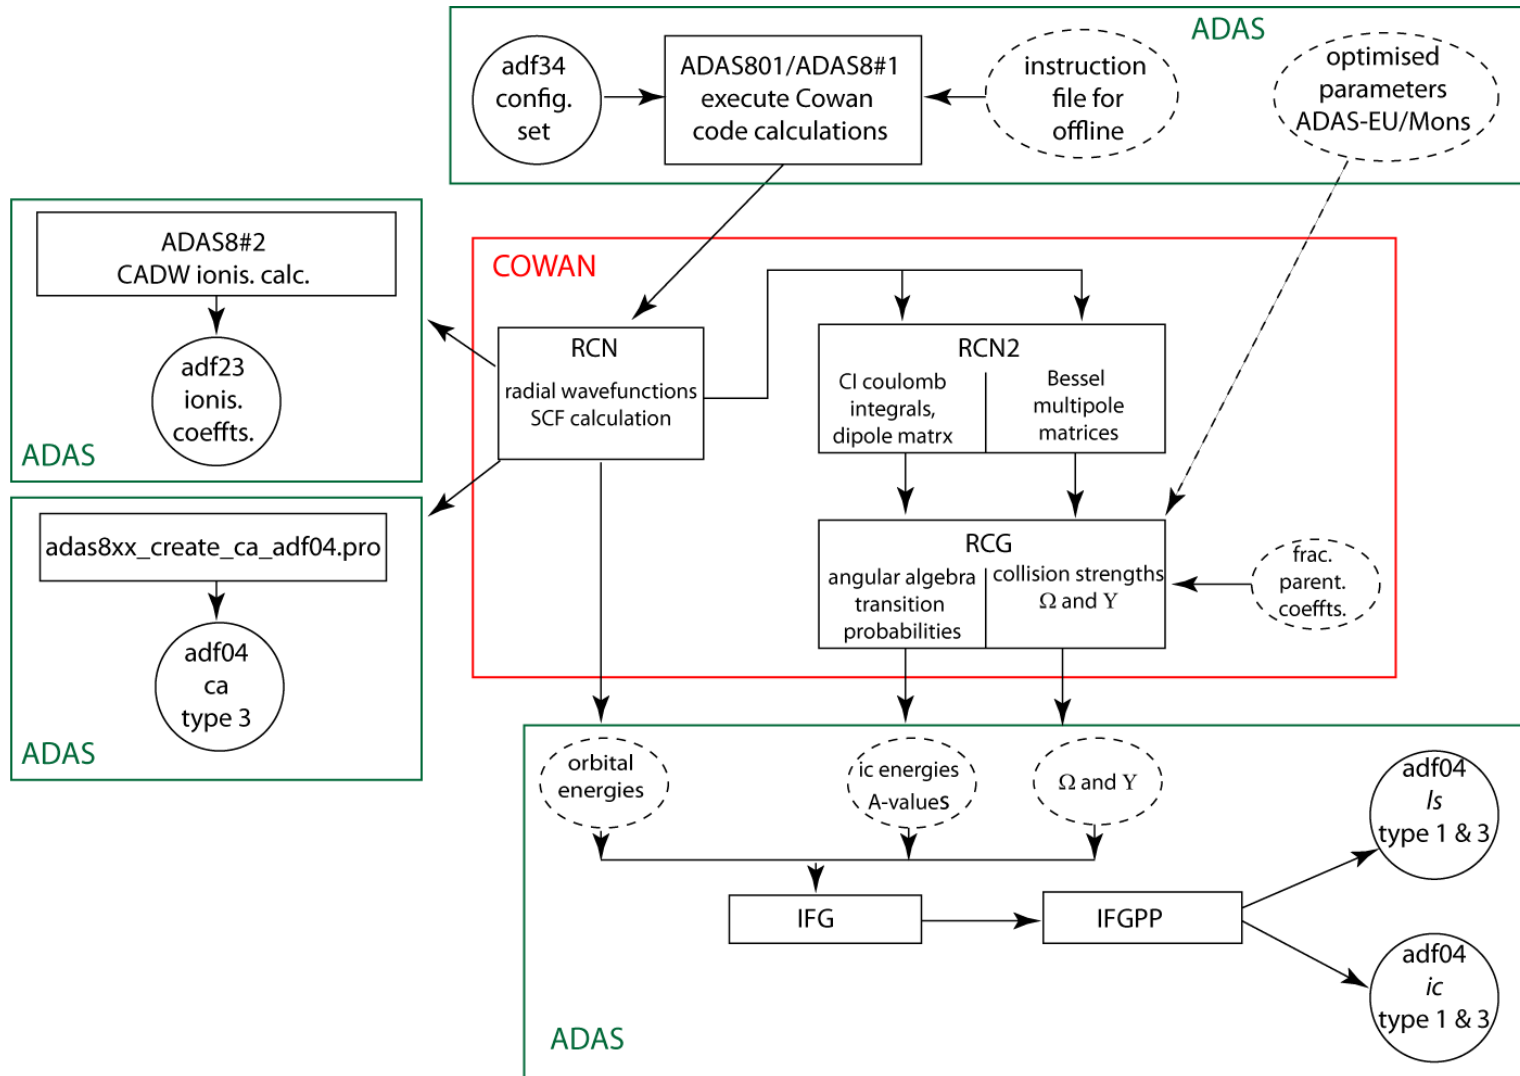 ADAS
adf34
config.
set
ADAS801/ADAS8#1
execute Cowan
code calculations
instruction
file for
offline
optimised
parameters
ADAS-EU/Mons
ADAS8#2
CADW ionis. calc.
adf23
ionis.
coeffts.
ADAS
COWAN
RCN
radial wavefunctions
SCF calculation
RCN2
CI coulomb
integrals,
dipole matrx
Bessel
multipole
matrices
adas8xx_create_ca_adf04.pro
adf04
ca
type 3
ADAS
RCG
angular algebra
transition
probabilities
collision strengths
Ω and ϒ
frac.
parent.
coeffts.
orbital
energies
ic energies
A-values
Ω and ϒ
adf04
ls
type 1 & 3
IFG
IFGPP
adf04
ic
type 1 & 3
ADAS